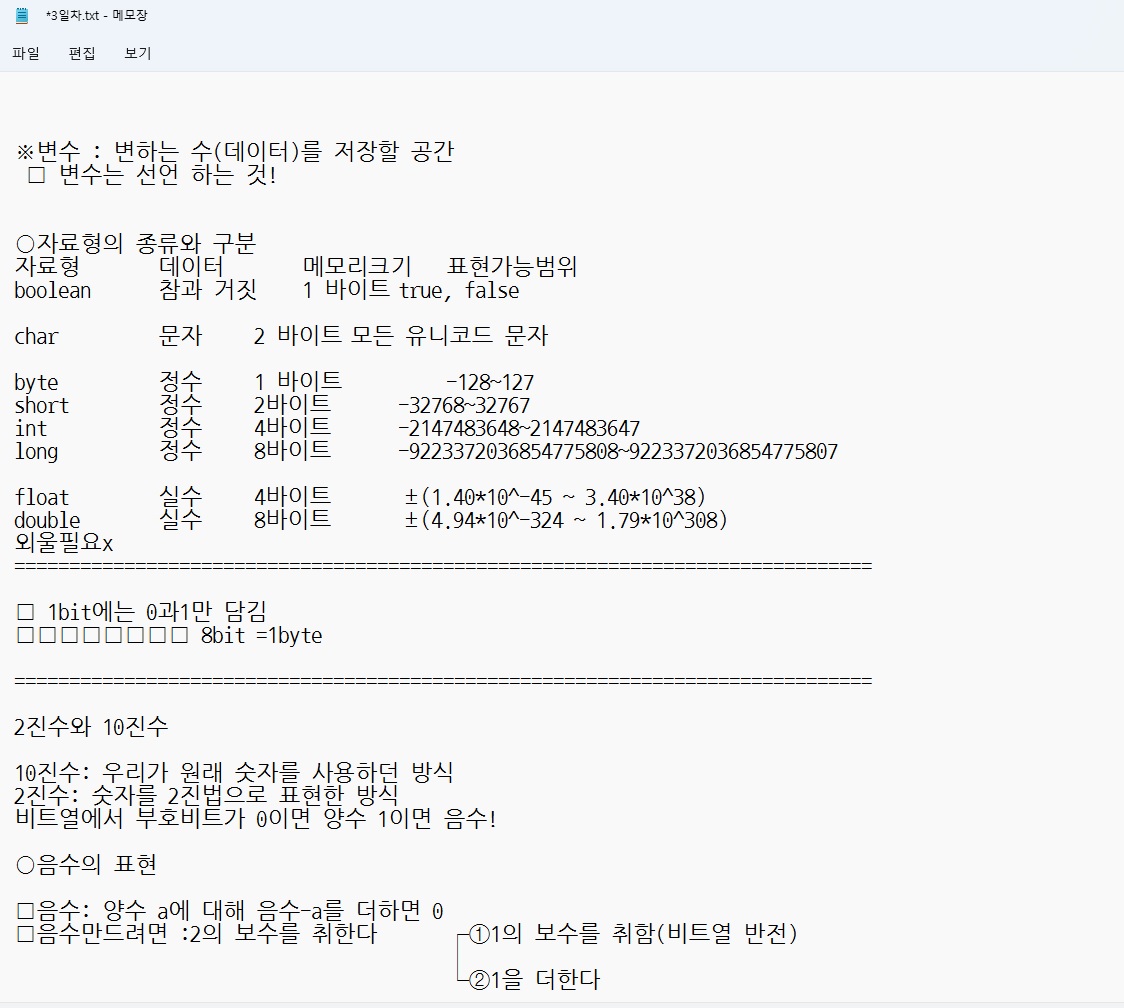 *3일차.txt - 메모장
파일 편집 보기
※변수 : 변하는 수(데이터)를 저장할 공간
□ 변수는 선언 하는 것!
○자료형의 종류와 구분
자료형 데이터 메모리크기 표현가능범위
boolean 참과 거짓 1 바이트 true, false
char 문자 2 바이트 모든 유니코드 문자
byte 정수 1 바이트 -128~127
short 정수 2바이트 -32768~32767
int 정수 4바이트 -2147483648~2147483647
long 정수 8바이트 -9223372036854775808~9223372036854775807
float 실수 4바이트 ±(1.40*10^-45 ~ 3.40*10^38)
double 실수 8바이트 ±(4.94*10^-324 ~ 1.79*10^308)
외울필요x
==============================================================================
□ 1bit에는 0과1만 담김
□□□□□□□□ 8bit =1byte
==============================================================================
2진수와 10진수
10진수: 우리가 원래 숫자를 사용하던 방식
2진수: 숫자를 2진법으로 표현한 방식
비트열에서 부호비트가 0이면 양수 1이면 음수!
○음수의 표현
□음수: 양수 a에 대해 음수-a를 더하면 0
□음수만드려면 :2의 보수를 취한다 ┌①1의 보수를 취함(비트열 반전)
└②1을 더한다